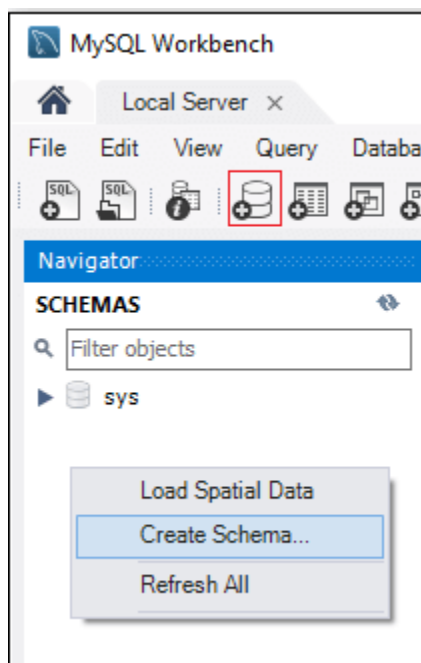 MySQL Workbench
Local Server ×
File Edit View Query Databa
SQL SQL
Navigator
SCHEMAS
Filter objects
sys
Load Spatial Data
Create Schema...
Refresh All